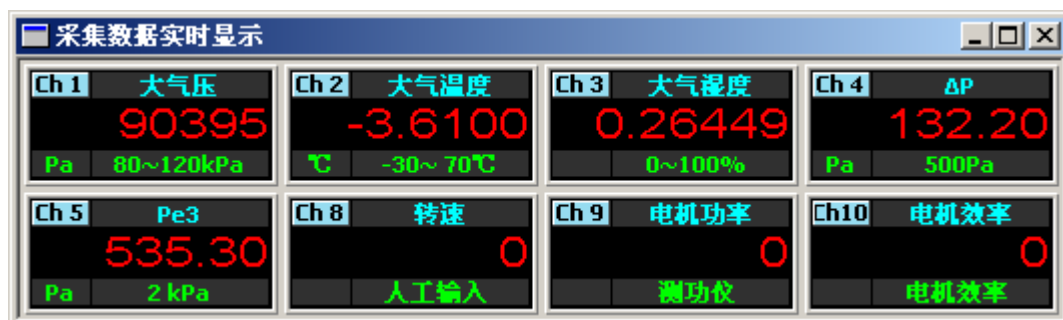 采集数据实时显示
Ch 1 大气压 Ch 2 大气温度 Ch 3 大气湿度 Ch 4 ΔP
90395 -3.6100 0.26449 132.20
Pa 80~120kPa ℃ -30~ 70℃ 0~100% Pa 500Pa
Ch 5 Pe3 Ch 8 转速 Ch 9 电机功率 Ch10 电机效率
535.30 0 0 0
Pa 2 kPa 人工输入 测功仪 电机效率